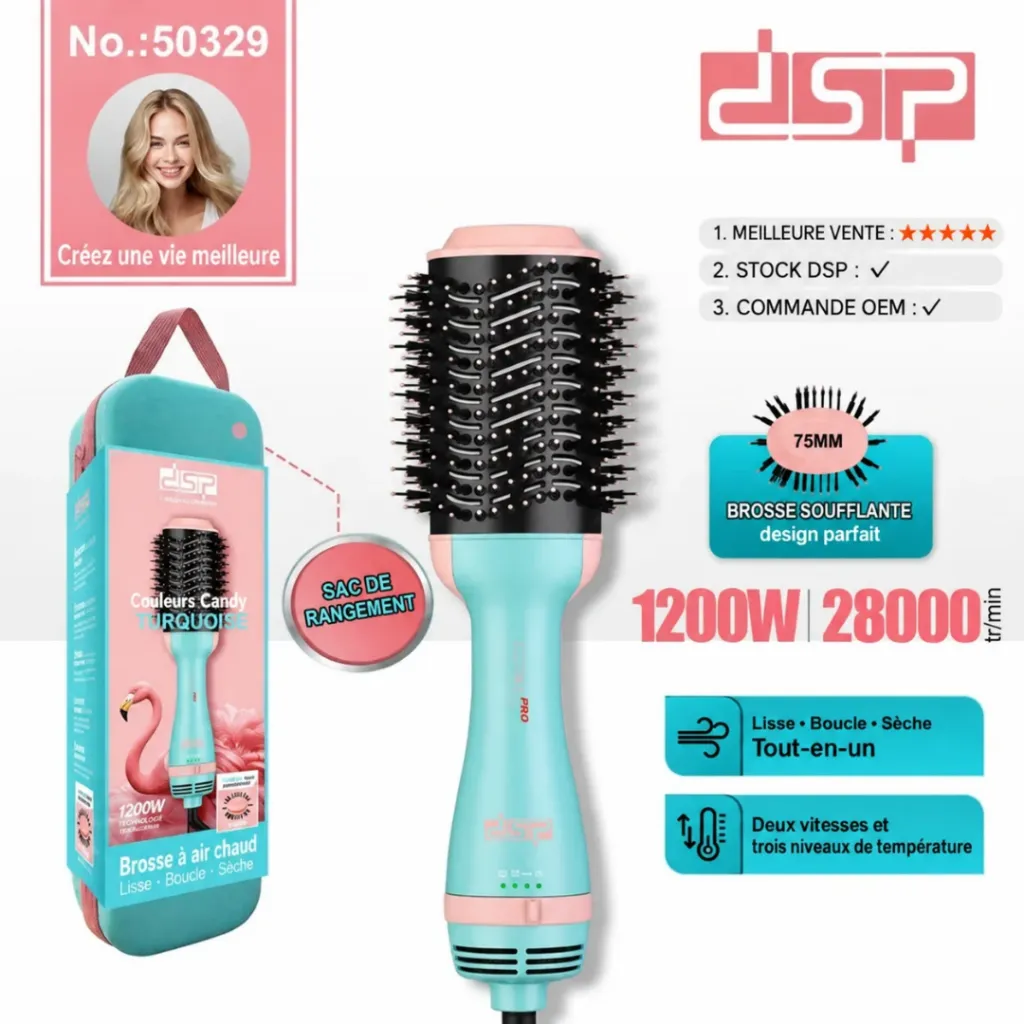 No.:50329
Créez une vie meilleure
dsp
1. MEILLEURE VENTE :
2. STOCK DSP : ✓
3. COMMANDE OEM : ✓
75MM
BROSSE SOUFFLANTE
design parfait
1200W
28000
tr/min
Lisse • Boucle • Sèche
Tout-en-un
Deux vitesses et
trois niveaux de température
SAC DE
RANGEMENT
PRO
dsp
dsp
Couleurs Candy
TURQUOISE
PRO
1200W
Brosse à air chaud
Lisse · Boucle · Sèche